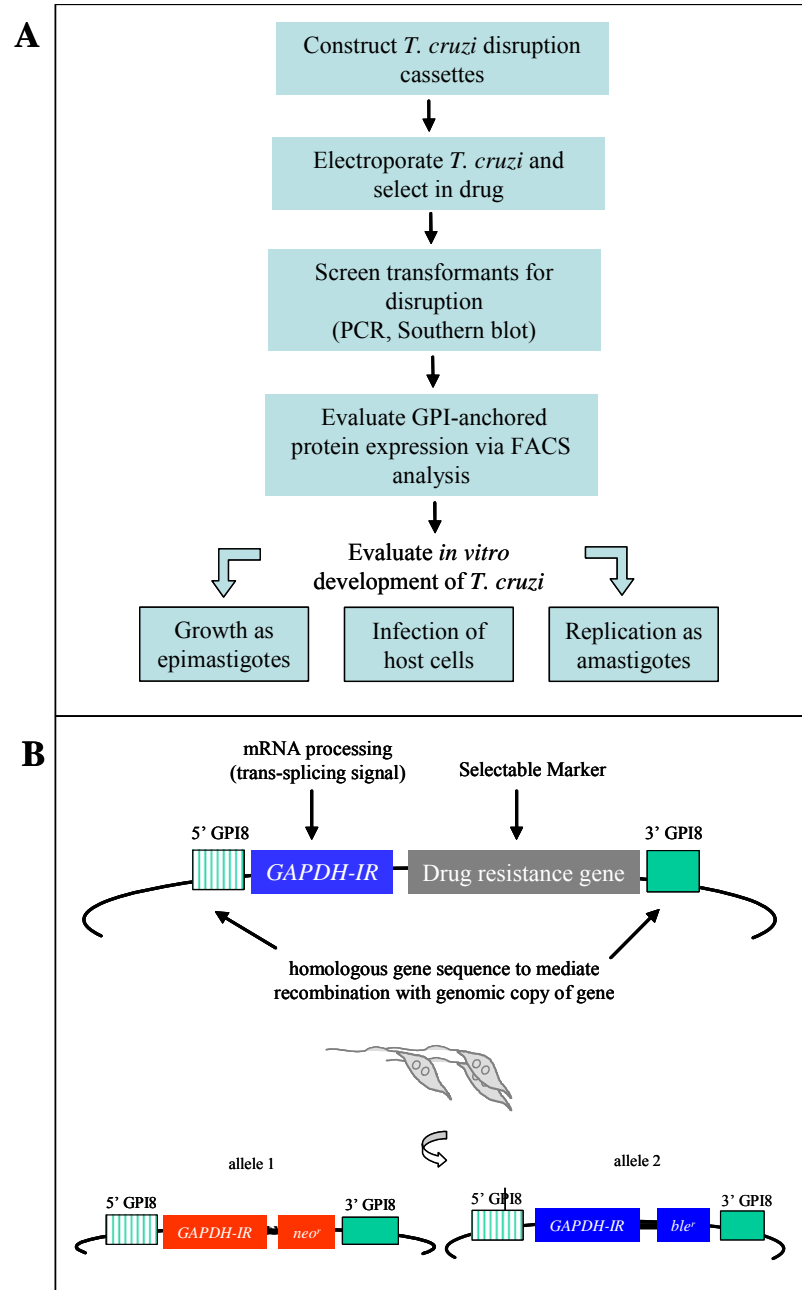 A
Construct T. cruzi disruption
cassettes
Electroporate T. cruzi and
select in drug
Screen transformants for
disruption
(PCR, Southern blot)
Evaluate GPI-anchored
protein expression via FACS
analysis
Evaluate in vitro
development of T. cruzi
Growth as
epimastigotes
Infection of
host cells
Replication as
amastigotes
B
mRNA processing
(trans-splicing signal)
Selectable Marker
5’ GPI8
3’ GPI8
GAPDH-IR
Drug resistance gene
homologous gene sequence to mediate
recombination with genomic copy of gene
allele 1
allele 2
5’ GPI8
3’ GPI8
GAPDH-IR
neoʳ
5’ GPI8
3’ GPI8
GAPDH-IR
bleʳ